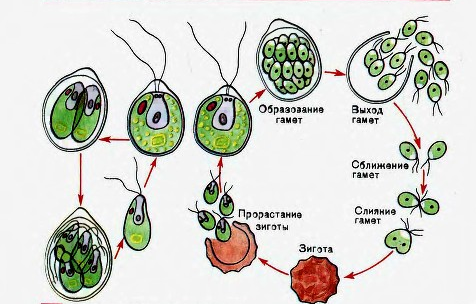 Образование
гамет
Выход
гамет
Сближение
гамет
Слияние
гамет
Прорастание
зиготы
Зигота